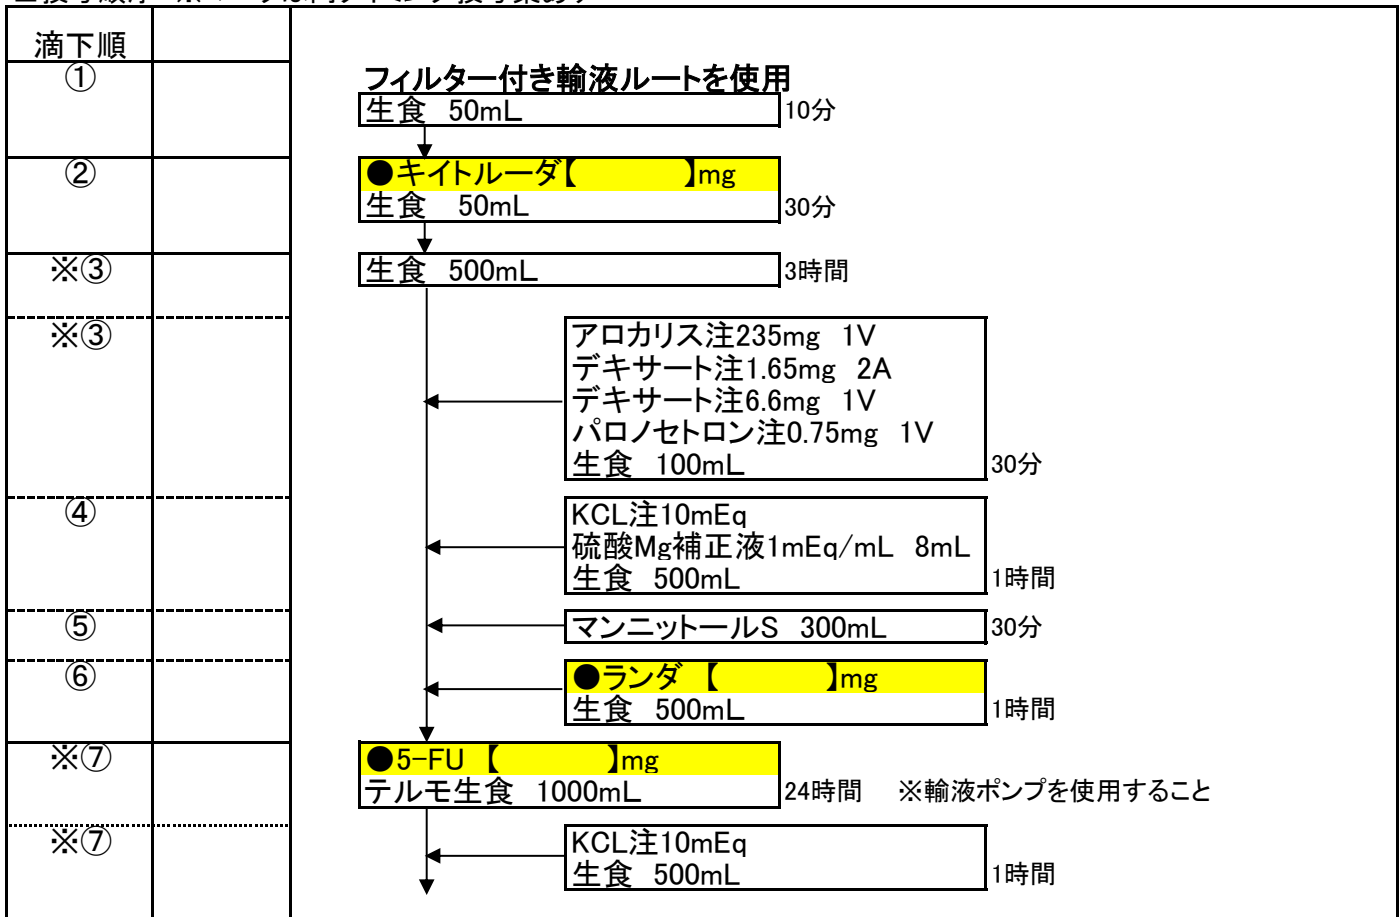 滴下順
①
フィルター付き輸液ルートを使用
生食 50mL 10分
②
●キイトルーダ【 】mg
生食 50mL 30分
※③
生食 500mL 3時間
※③
アロカリス注235mg 1V
デキサート注1.65mg 2A
デキサート注6.6mg 1V
パロノセトロン注0.75mg 1V
生食 100mL 30分
④
KCL注10mEq
硫酸Mg補正液1mEq/mL 8mL
生食 500mL 1時間
⑤
マンニットールS 300mL 30分
⑥
●ランダ 【 】mg
生食 500mL 1時間
※⑦
●5-FU 【 】mg
テルモ生食 1000mL 24時間 ※輸液ポンプを使用すること
※⑦
KCL注10mEq
生食 500mL 1時間